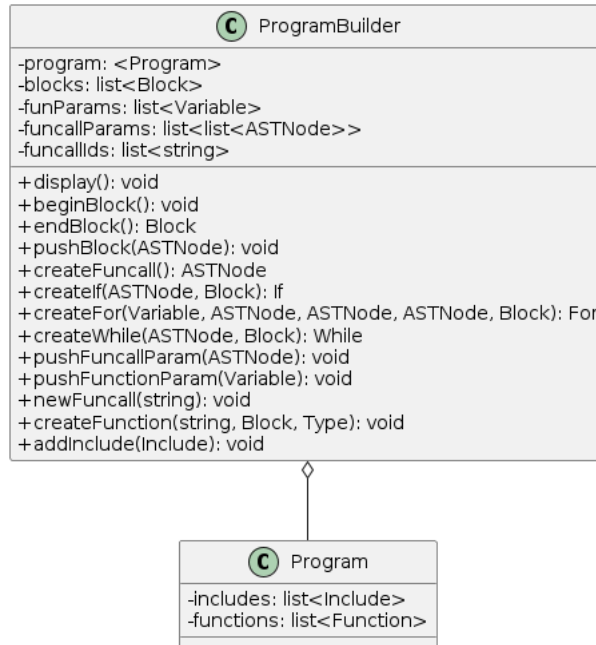 C ProgramBuilder
-program: <Program>
-blocks: list<Block>
-funParams: list<Variable>
-funcallParams: list<list<ASTNode>>
-funcallIds: list<string>
+display(): void
+beginBlock(): void
+endBlock(): Block
+pushBlock(ASTNode): void
+createFuncall(): ASTNode
+createIf(ASTNode, Block): If
+createFor(Variable, ASTNode, ASTNode, ASTNode, Block): For
+createWhile(ASTNode, Block): While
+pushFuncallParam(ASTNode): void
+pushFunctionParam(Variable): void
+newFuncall(string): void
+createFunction(string, Block, Type): void
+addInclude(Include): void
C Program
-includes: list<Include>
-functions: list<Function>